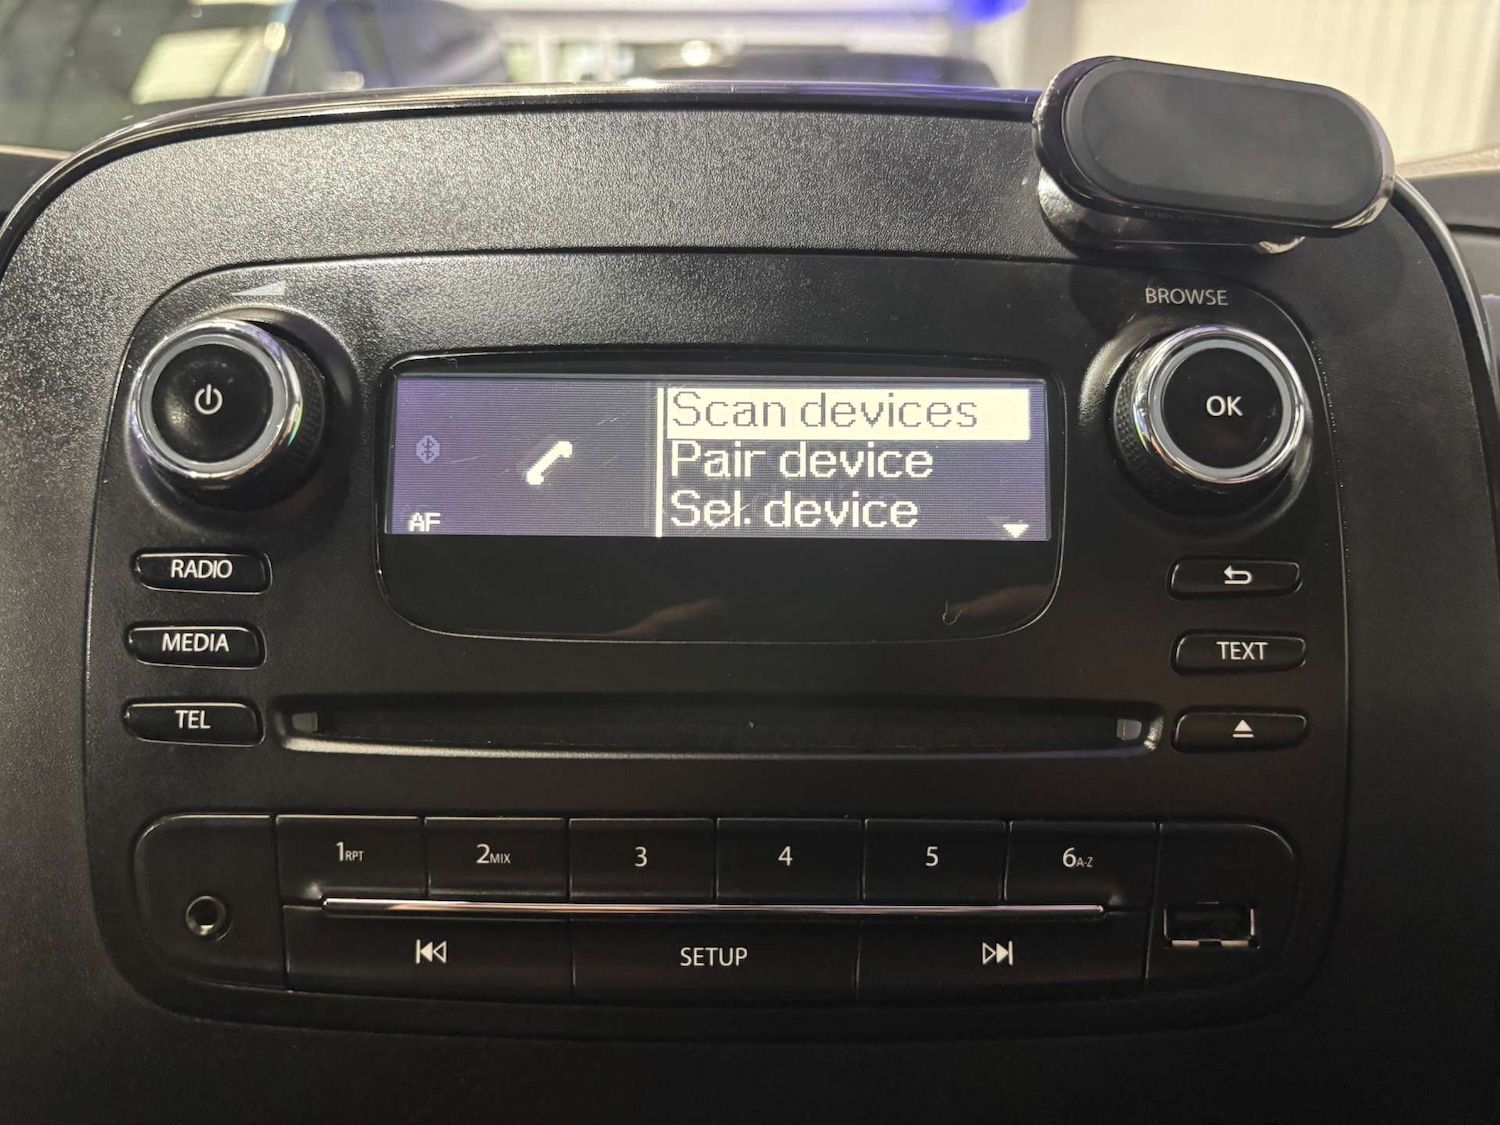 BROWSE
OK
Scan devices
Pair device
Sel. device
AF
RADIO
MEDIA
TEL
TEXT
1RPT
2MIX
3
4
5
6A-Z
SETUP